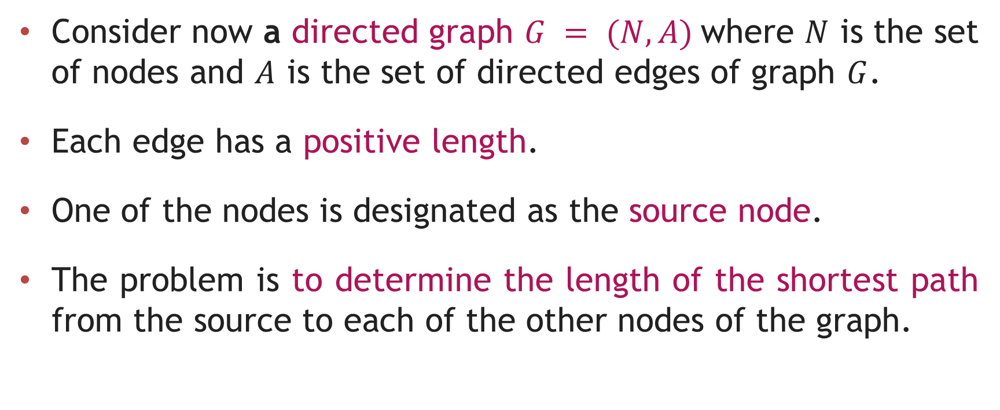 • Consider now a directed graph G = (N, A) where N is the set
of nodes and A is the set of directed edges of graph G.
• Each edge has a positive length.
• One of the nodes is designated as the source node.
• The problem is to determine the length of the shortest path
from the source to each of the other nodes of the graph.